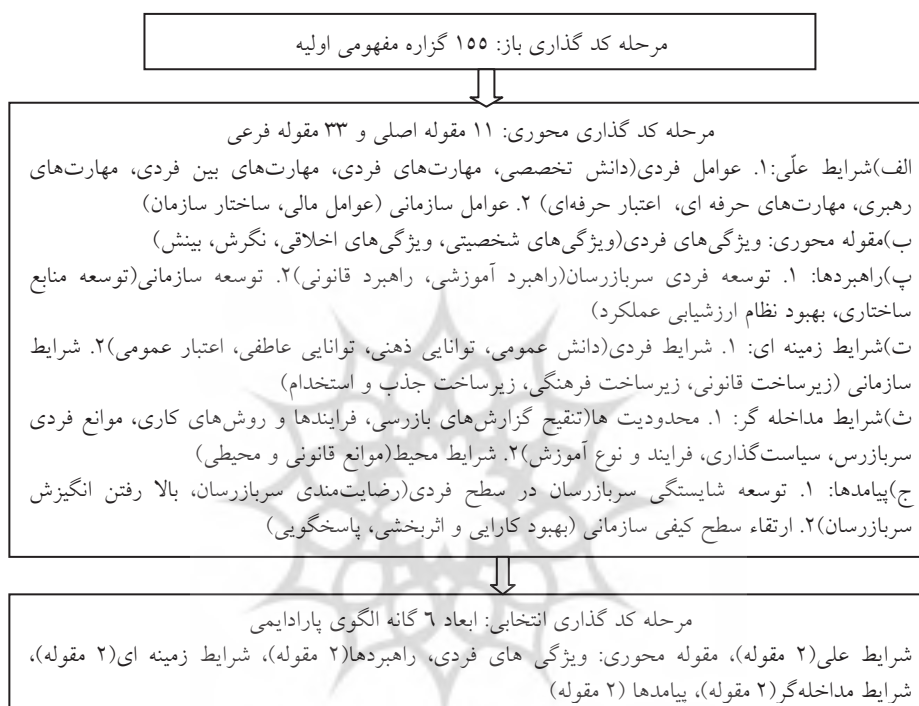 مرحله کد گذاری باز: ۱۵۵ گزاره مفهومی اولیه
مرحله کد گذاری محوری: ۱۱ مقوله اصلی و ۳۳ مقوله فرعی
الف)شرایط علّی:۱. عوامل فردی(دانش تخصصی، مهارت‌های فردی، مهارت‌های بین فردی، مهارت‌های
رهبری، مهارت‌های حرفه ای، اعتبار حرفه‌ای) ۲. عوامل سازمانی (عوامل مالی، ساختار سازمان)
ب)مقوله محوری: ویژگی‌های فردی(ویژگی‌های شخصیتی، ویژگی‌های اخلاقی، نگرش، بینش)
پ)راهبردها: ۱. توسعه فردی سربازرسان(راهبرد آموزشی، راهبرد قانونی)۲. توسعه سازمانی(توسعه منابع
ساختاری، بهبود نظام ارزشیابی عملکرد)
ت)شرایط زمینه ای: ۱. شرایط فردی(دانش عمومی، توانایی ذهنی، توانایی عاطفی، اعتبار عمومی)۲. شرایط
سازمانی (زیرساخت قانونی، زیرساخت فرهنگی، زیرساخت جذب و استخدام)
ث)شرایط مداخله گر: ۱. محدودیت ها(تنقیح گزارش‌های بازرسی، فرایندها و روش‌های کاری، موانع فردی
سربازرس، سیاست‌گذاری، فرایند و نوع آموزش)۲. شرایط محیط(موانع قانونی و محیطی)
ج)پیامدها: ۱. توسعه شایستگی سربازرسان در سطح فردی(رضایت‌مندی سربازرسان، بالا رفتن انگیزش
سربازرسان)۲. ارتقاء سطح کیفی سازمانی (بهبود کارایی و اثربخشی، پاسخگویی)
مرحله کد گذاری انتخابی: ابعاد ٦ گانه الگوی پارادایمی
شرایط علی(۲ مقوله)، مقوله محوری: ویژگی های فردی، راهبردها(۲ مقوله)، شرایط زمینه ای(۲ مقوله)،
شرایط مداخله‌گر(۲ مقوله)، پیامدها (۲ مقوله)